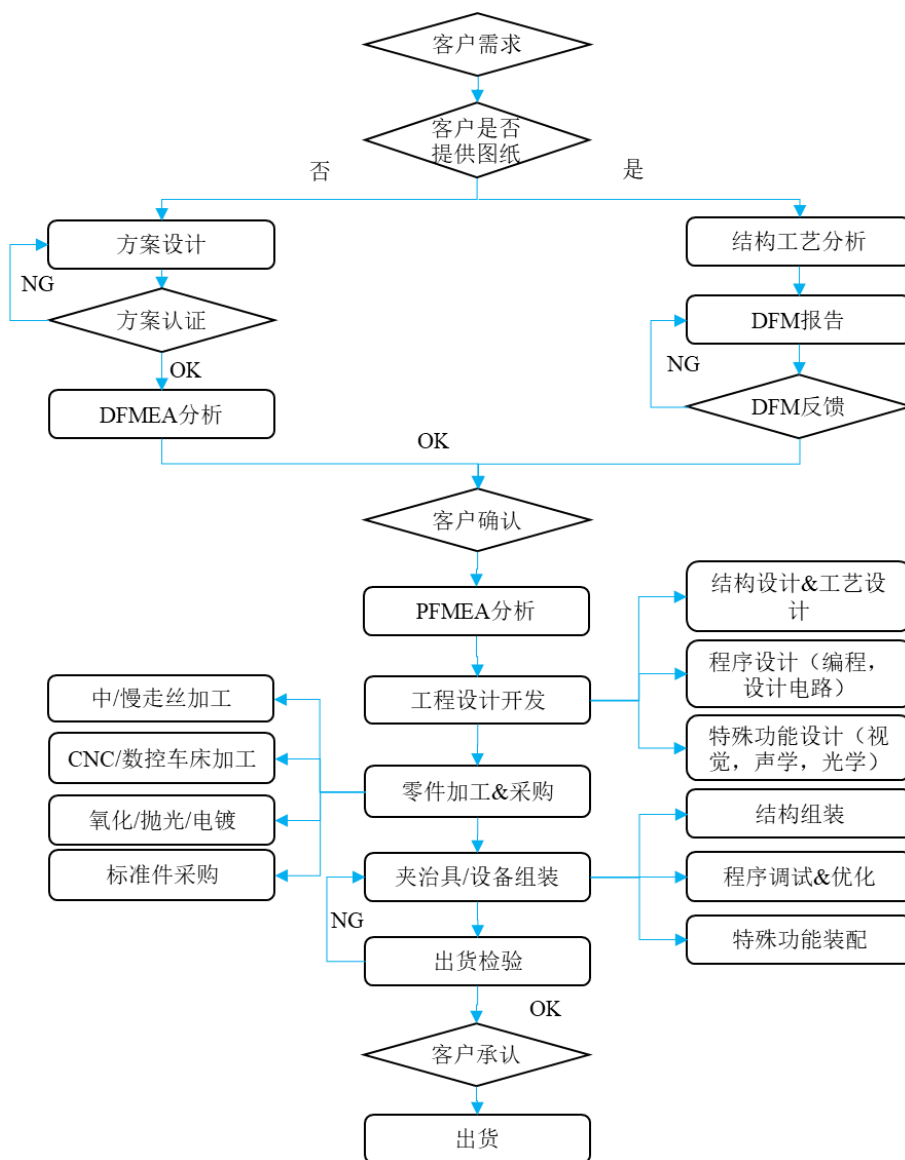 客户需求
客户是否
提供图纸
否
是
方案设计
结构工艺分析
NG
方案认证
DFM报告
NG
OK
DFMEA分析
DFM反馈
OK
客户确认
PFMEA分析
结构设计&工艺设
计
程序设计（编程，
设计电路）
中/慢走丝加工
工程设计开发
特殊功能设计（视
觉，声学，光学）
CNC/数控车床加工
零件加工&采购
氧化/抛光/电镀
结构组装
标准件采购
夹治具/设备组装
程序调试&优化
NG
出货检验
特殊功能装配
OK
客户承认
出货